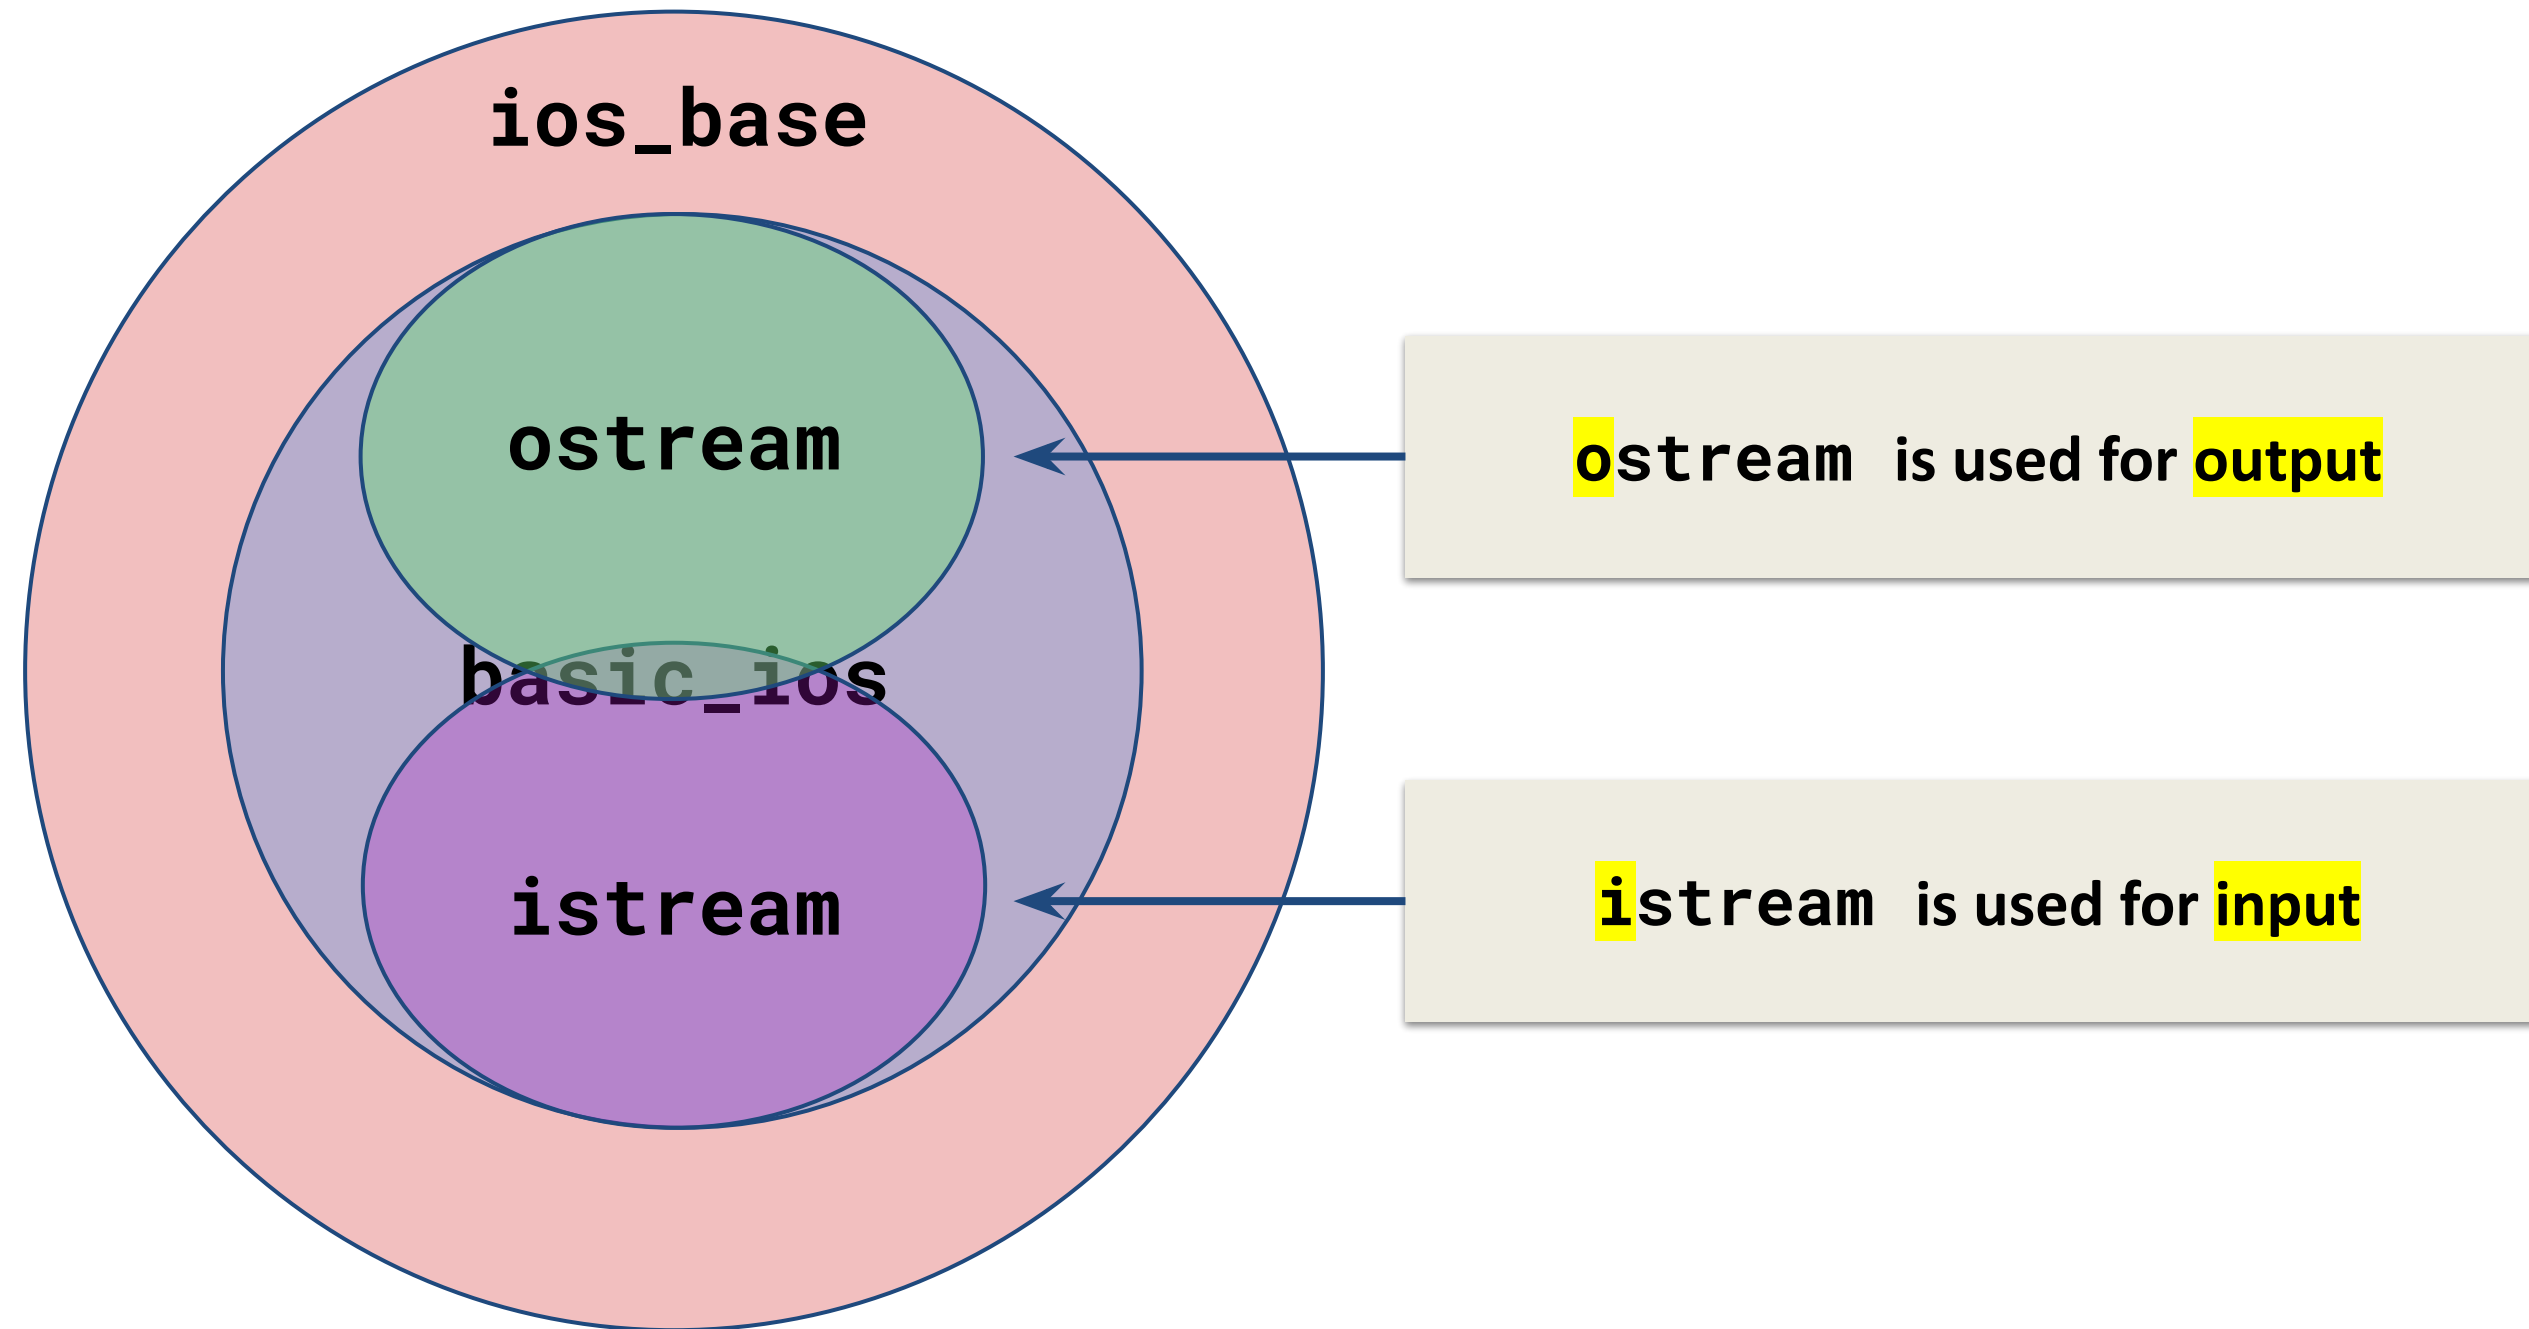 ios_base
ostream
ostream is used for output
basic_ios
istream
istream is used for input